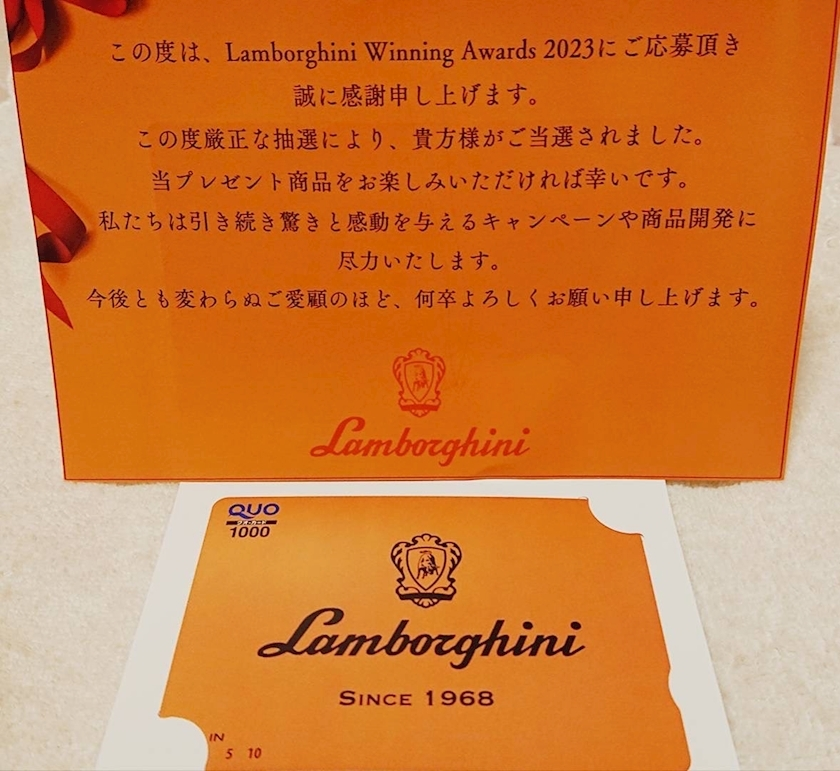 この度は、Lamborghini Winning Awards 2023にご応募頂き
誠に感謝申し上げます。
この度厳正な抽選により、貴方様がご当選されました。
当プレゼント商品をお楽しみいただければ幸いです。
私たちは引き続き驚きと感動を与えるキャンペーンや商品開発に
尽力いたします。
今後とも変わらぬご愛顧のほど、何卒よろしくお願い申し上げます。
Lamborghini
QUO
クオ・カード
1000
Lamborghini
SINCE 1968
IN
5 10